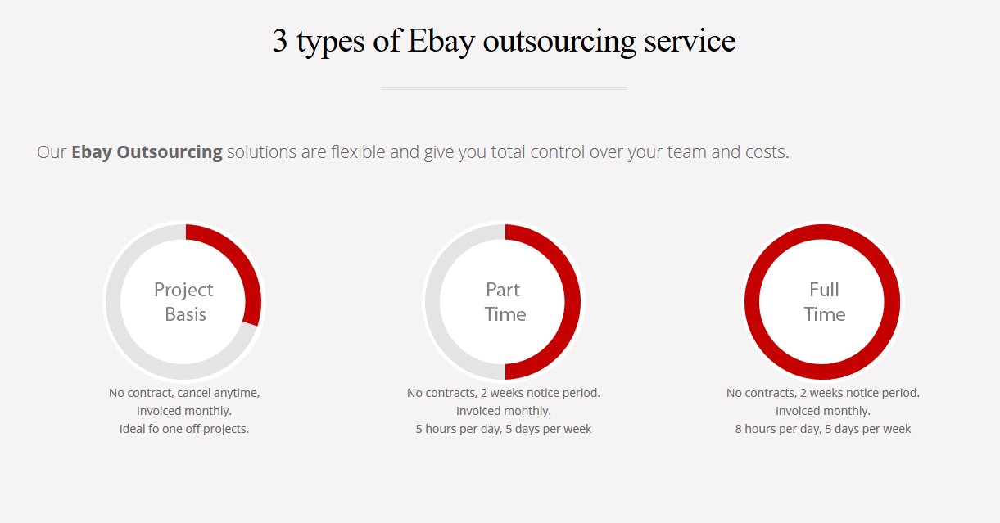 3 types of Ebay outsourcing service
Our Ebay Outsourcing solutions are flexible and give you total control over your team and costs.
Project
Basis
No contract, cancel anytime,
Invoiced monthly.
Ideal fo one off projects.
Part
Time
No contracts, 2 weeks notice period.
Invoiced monthly.
5 hours per day, 5 days per week
Full
Time
No contracts, 2 weeks notice period.
Invoiced monthly.
8 hours per day, 5 days per week